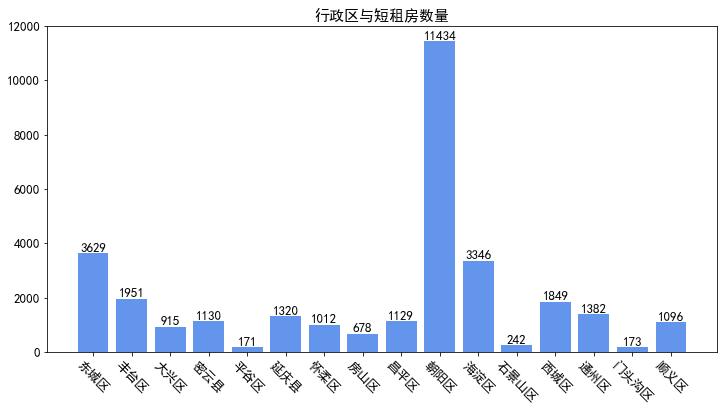 行政区与短租房数量
12000
10000
8000
6000
4000
2000
0
3629
1951
915
1130
171
1320
1012
678
1129
11434
3346
242
1849
1382
173
1096
东城区
丰台区
大兴区
密云县
平谷区
延庆县
怀柔区
房山区
昌平区
朝阳区
海淀区
石景山区
西城区
通州区
门头沟区
顺义区